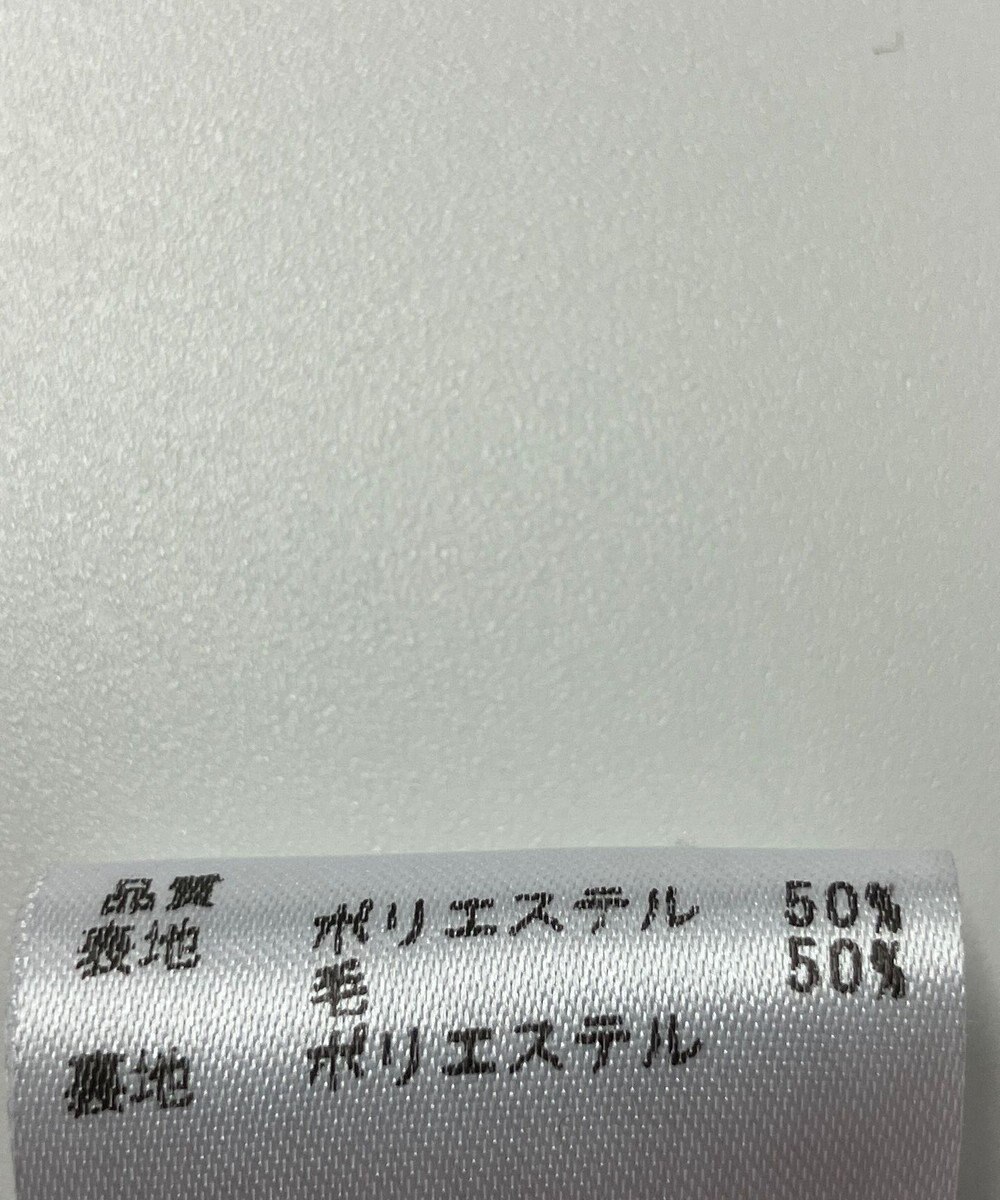 品質
表地 ポリエステル 50%
毛 50%
裏地 ポリエステル